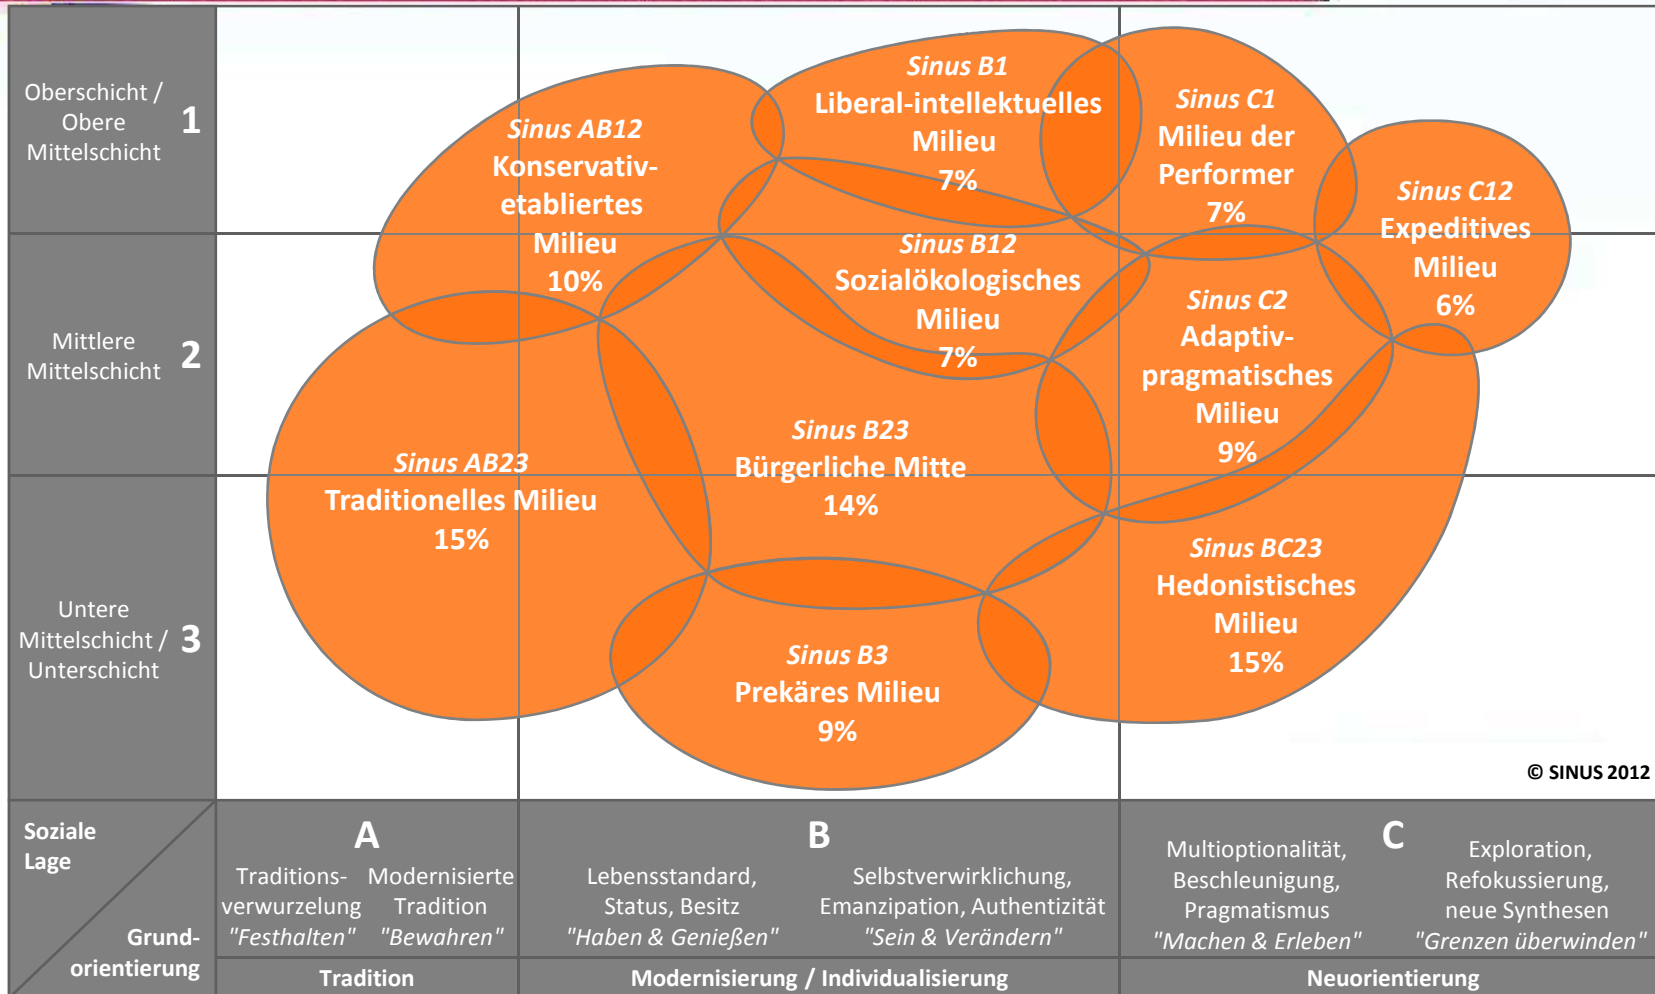 Oberschicht /
Obere
Mittelschicht
1
Mittlere
Mittelschicht
2
Untere
Mittelschicht /
Unterschicht
3
Sinus AB12
Konservativ-
etabliertes
Milieu
10%
Sinus B1
Liberal-intellektuelles
Milieu
7%
Sinus C1
Milieu der
Performer
7%
Sinus C12
Expeditives
Milieu
6%
Sinus B12
Sozialökologisches
Milieu
7%
Sinus C2
Adaptiv-
pragmatisches
Milieu
9%
Sinus AB23
Traditionelles Milieu
15%
Sinus B23
Bürgerliche Mitte
14%
Sinus BC23
Hedonistisches
Milieu
15%
Sinus B3
Prekäres Milieu
9%
© SINUS 2012
Soziale
Lage
Grund-
orientierung
A
Traditions-
verwurzelung
"Festhalten"
Modernisierte
Tradition
"Bewahren"
Tradition
B
Lebensstandard,
Status, Besitz
"Haben & Genießen"
Selbstverwirklichung,
Emanzipation, Authentizität
"Sein & Verändern"
Modernisierung / Individualisierung
C
Multioptionalität,
Beschleunigung,
Pragmatismus
"Machen & Erleben"
Exploration,
Refokussierung,
neue Synthesen
"Grenzen überwinden"
Neuorientierung